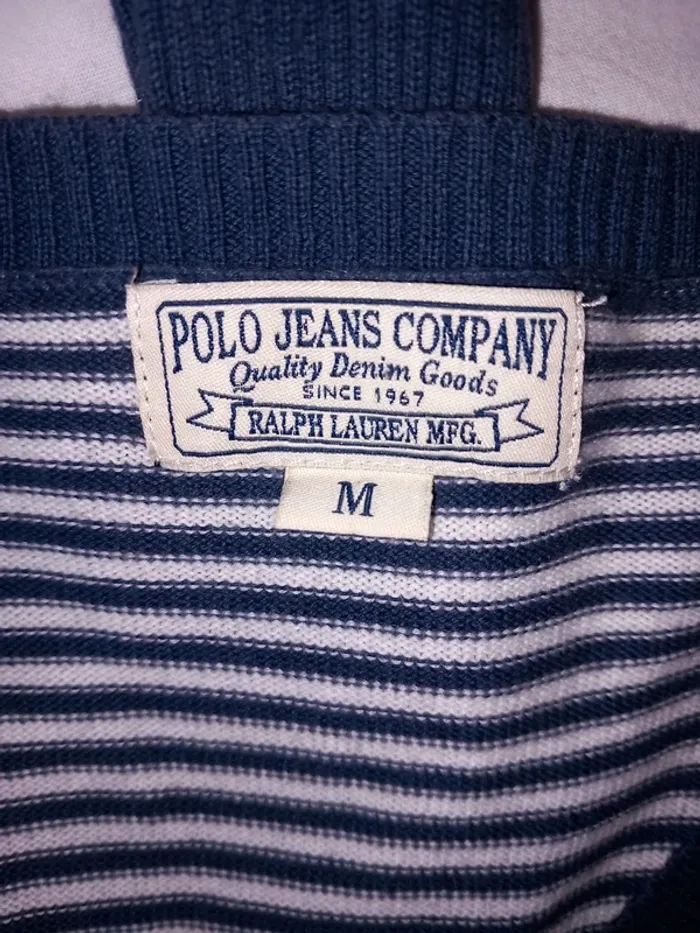 POLO JEANS COMPANY
Quality Denim Goods
SINCE 1967
RALPH LAUREN MFG.
M